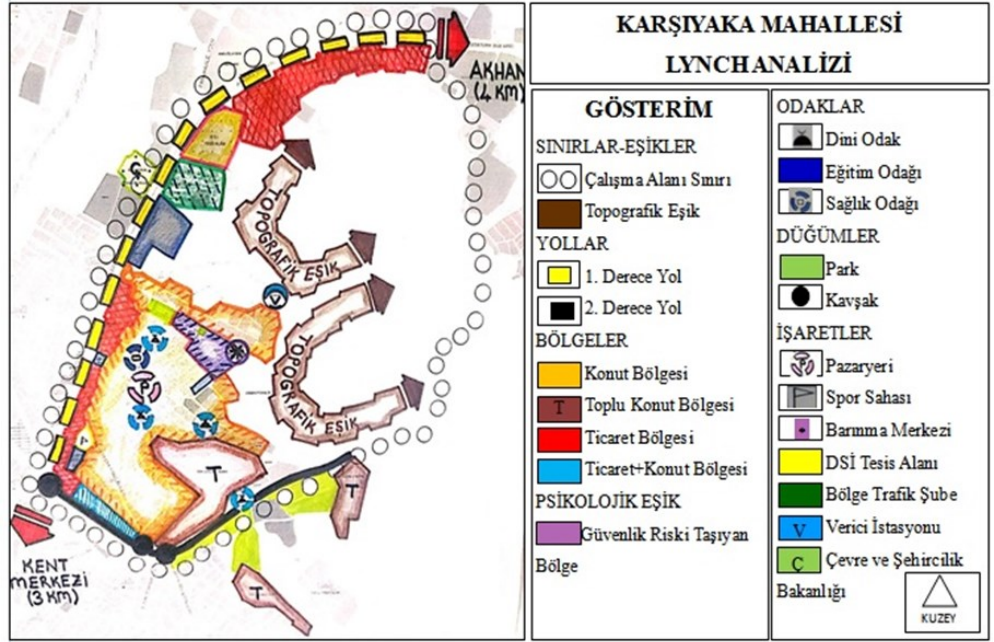 KARŞIYAKA MAHALLESİ
LYNCH ANALİZİ
AKHAN
(4 KM)
TOPOGRAFİK EŞİK
TOPOGRAFİK EŞİK
P
P
T
T
T
KENT
MERKEZİ
(3 KM)
GÖSTERİM
SINIRLAR-EŞİKLER
Çalışma Alanı Sınırı
Topografik Eşik
YOLLAR
1. Derece Yol
2. Derece Yol
BÖLGELER
Konut Bölgesi
T Toplu Konut Bölgesi
Ticaret Bölgesi
Ticaret+Konut Bölgesi
PSİKOLOJİK EŞİK
Güvenlik Riski Taşıyan
Bölge
ODAKLAR
Dini Odak
Eğitim Odağı
Sağlık Odağı
DÜĞÜMLER
Park
Kavşak
İŞARETLER
P Pazaryeri
Spor Sahası
Barınma Merkezi
DSİ Tesis Alanı
Bölge Trafik Şube
V Verici İstasyonu
Ç Çevre ve Şehircilik
Bakanlığı
KUZEY